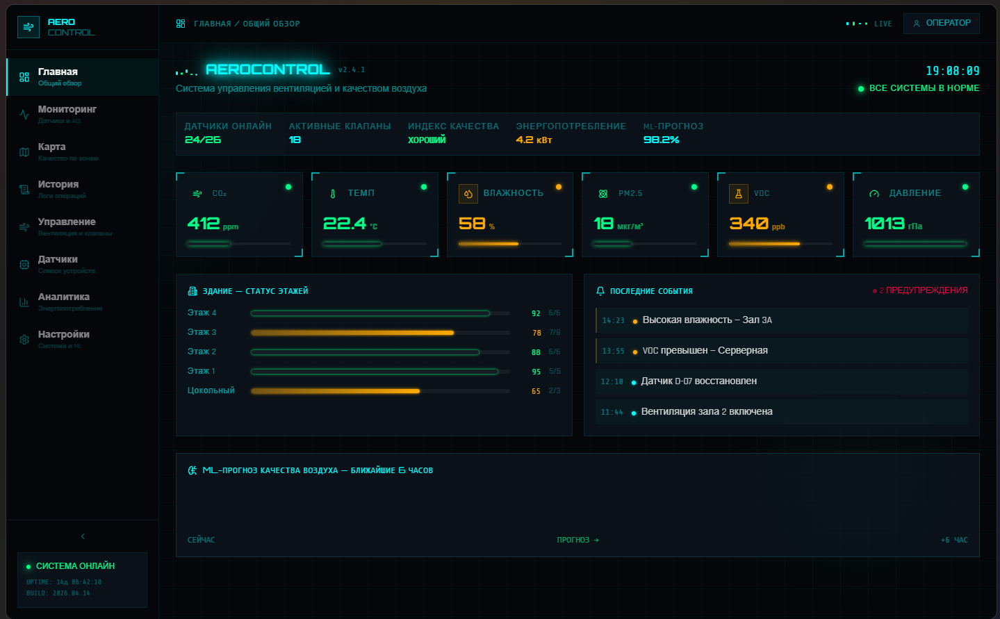 AERO
CONTROL
Главная
Общий обзор
Мониторинг
Датчики и AQI
Карта
Качество по зонам
История
Логи операций
Управление
Вентиляция и клапаны
Датчики
Список устройств
Аналитика
Энергопотребление
Настройки
Система и ML
СИСТЕМА ОНЛАЙН
UPTIME: 14д 06:42:18
BUILD: 2026.04.14
ГЛАВНАЯ / ОБЩИЙ ОБЗОР
LIVE
ОПЕРАТОР
AEROCONTROL v2.4.1
Система управления вентиляцией и качеством воздуха
19:08:09
ВСЕ СИСТЕМЫ В НОРМЕ
ДАТЧИКИ ОНЛАЙН
24/26
АКТИВНЫЕ КЛАПАНЫ
18
ИНДЕКС КАЧЕСТВА
ХОРОШИЙ
ЭНЕРГОПОТРЕБЛЕНИЕ
4.2 кВт
ML-ПРОГНОЗ
98.2%
CO₂
412 ppm
ТЕМП
22.4 °C
ВЛАЖНОСТЬ
58 %
PM2.5
18 мкг/м³
VOC
340 ppb
ДАВЛЕНИЕ
1013 гПа
ЗДАНИЕ — СТАТУС ЭТАЖЕЙ
Этаж 4 92 6/6
Этаж 3 78 7/8
Этаж 2 88 6/6
Этаж 1 95 5/5
Цокольный 65 2/3
ПОСЛЕДНИЕ СОБЫТИЯ
2 ПРЕДУПРЕЖДЕНИЯ
14:23 Высокая влажность — Зал 3A
13:55 VOC превышен — Серверная
12:10 Датчик D-07 восстановлен
11:44 Вентиляция зала 2 включена
ML-ПРОГНОЗ КАЧЕСТВА ВОЗДУХА — БЛИЖАЙШИЕ 6 ЧАСОВ
СЕЙЧАС
ПРОГНОЗ →
+6 ЧАС